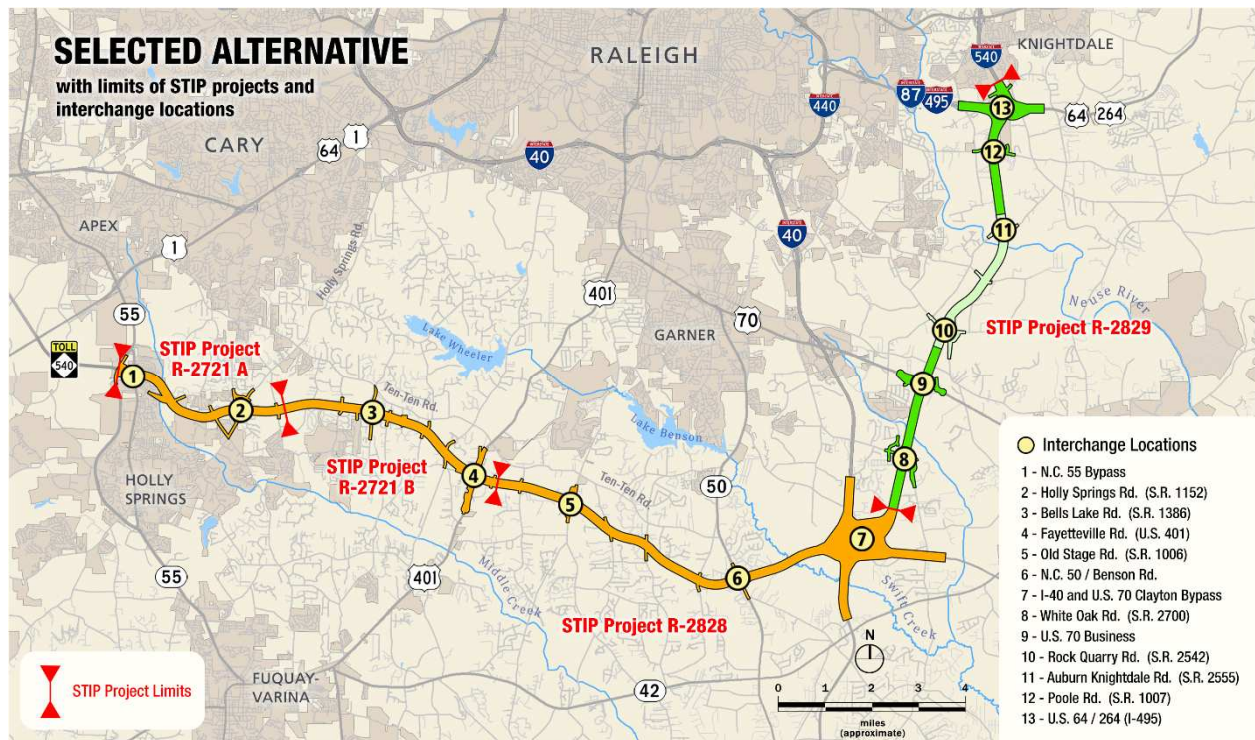 SELECTED ALTERNATIVE
with limits of STIP projects and
interchange locations
RALEIGH
KNIGHTDALE
INTERSTATE
540
INTERSTATE
440
INTERSTATE
87
INTERSTATE
495
13
64
264
12
CARY
64
1
INTERSTATE
40
APEX
1
Holly Springs Rd.
INTERSTATE
40
11
401
Neuse River
55
Lake Wheeler
GARNER
70
10
STIP Project R-2829
TOLL
540
STIP Project
R-2721 A
1
2
3
Ten-Ten Rd.
9
Lake Benson
8
HOLLY
SPRINGS
STIP Project
R-2721 B
4
5
Ten-Ten Rd.
50
7
6
55
401
Middle Creek
Swift Creek
STIP Project R-2828
N
42
FUQUAY-
VARINA
STIP Project Limits
0 1 2 3 4
miles
(approximate)
Interchange Locations
1 - N.C. 55 Bypass
2 - Holly Springs Rd. (S.R. 1152)
3 - Bells Lake Rd. (S.R. 1386)
4 - Fayetteville Rd. (U.S. 401)
5 - Old Stage Rd. (S.R. 1006)
6 - N.C. 50 / Benson Rd.
7 - I-40 and U.S. 70 Clayton Bypass
8 - White Oak Rd. (S.R. 2700)
9 - U.S. 70 Business
10 - Rock Quarry Rd. (S.R. 2542)
11 - Auburn Knightdale Rd. (S.R. 2555)
12 - Poole Rd. (S.R. 1007)
13 - U.S. 64 / 264 (I-495)